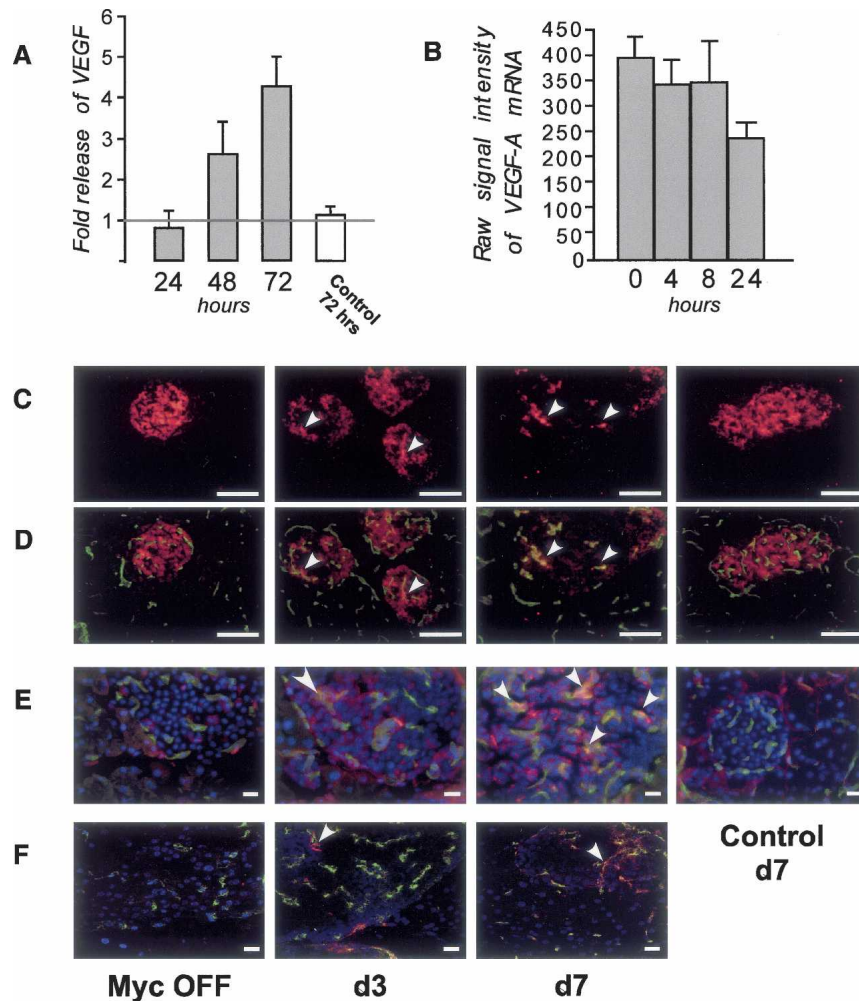 A
Fold release of VEGF
6
5
4
3
2
1
24
48
72
Control
72 hrs
hours
B
Raw signal intensity
of VEGF-A mRNA
450
400
350
300
250
200
150
100
50
0
0
4
8
24
hours
C
D
E
F
Control
d7
Myc OFF
d3
d7